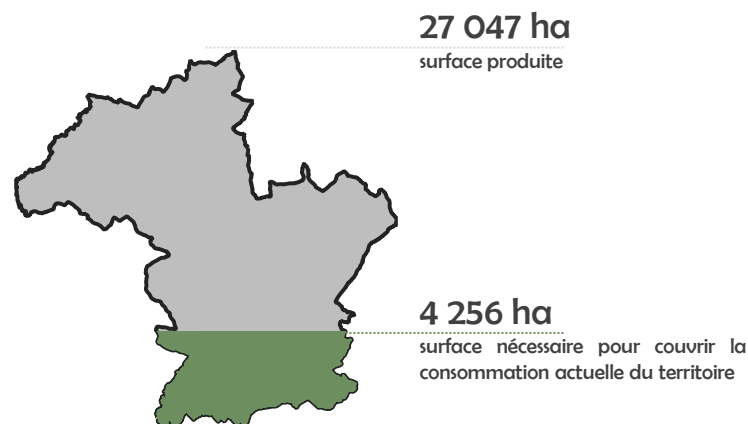 27 047 ha
surface produite
4 256 ha
surface nécessaire pour couvrir la
consommation actuelle du territoire